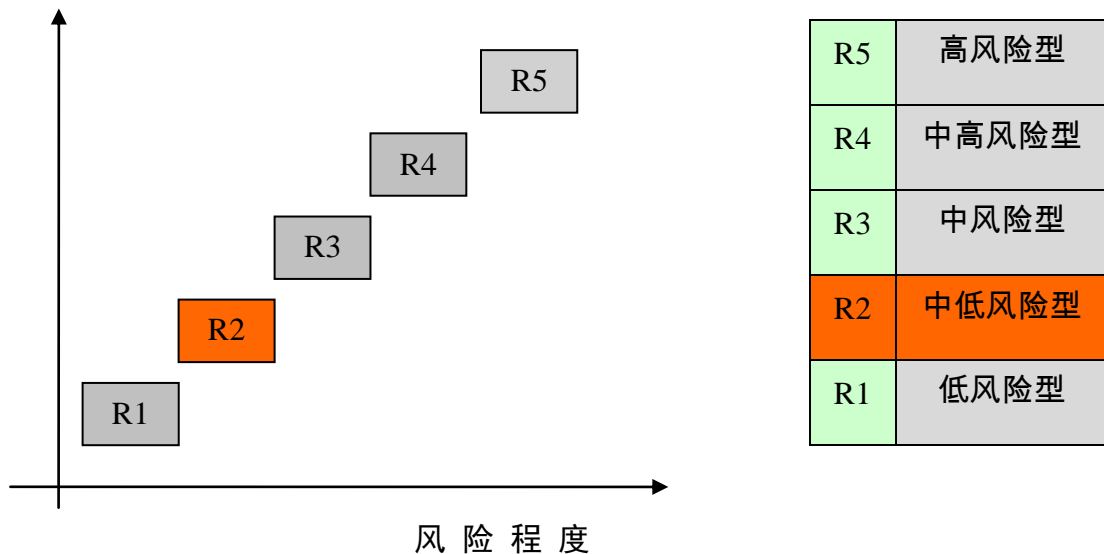 R5
R4
R3
R2
R1
风险程度
R5 高风险型
R4 中高风险型
R3 中风险型
R2 中低风险型
R1 低风险型